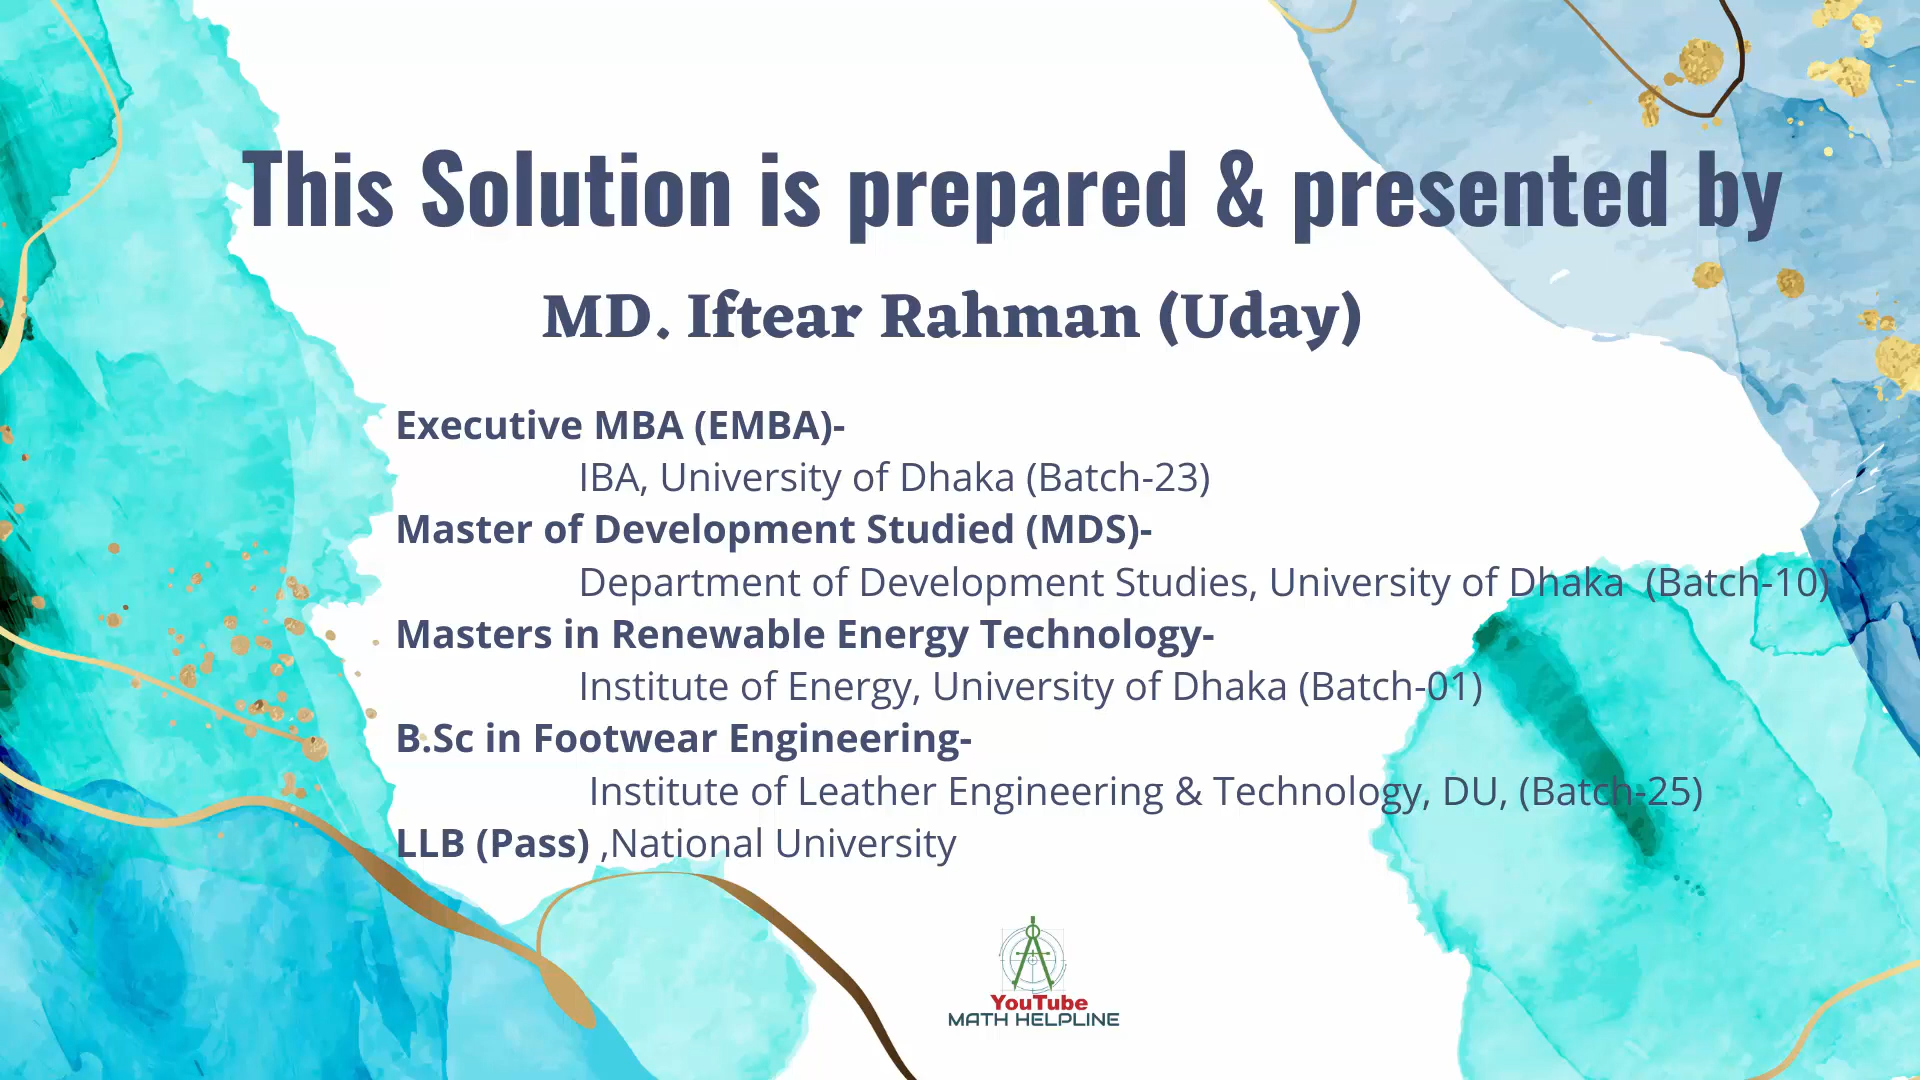 This Solution is prepared & presented by
MD. Iftear Rahman (Uday)
Executive MBA (EMBA)-
IBA, University of Dhaka (Batch-23)
Master of Development Studied (MDS)-
Department of Development Studies, University of Dhaka (Batch-10)
Masters in Renewable Energy Technology-
Institute of Energy, University of Dhaka (Batch-01)
B.Sc in Footwear Engineering-
Institute of Leather Engineering & Technology, DU, (Batch-25)
LLB (Pass) ,National University
YouTube
MATH HELPLINE